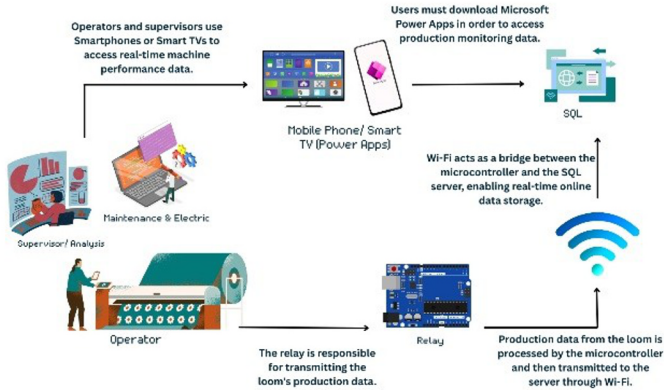 Operators and supervisors use
Smartphones or Smart TVs to
access real-time machine
performance data.
Users must download Microsoft
Power Apps in order to access
production monitoring data.
Mobile Phone/ Smart
TV (Power Apps)
SQL
Supervisor/ Analysis
Maintenance & Electric
Wi-Fi acts as a bridge between the
microcontroller and the SQL
server, enabling real-time online
data storage.
Operator
The relay is responsible
for transmitting the
loom's production data.
Relay
Production data from the loom is
processed by the microcontroller
and then transmitted to the
server through Wi-Fi.